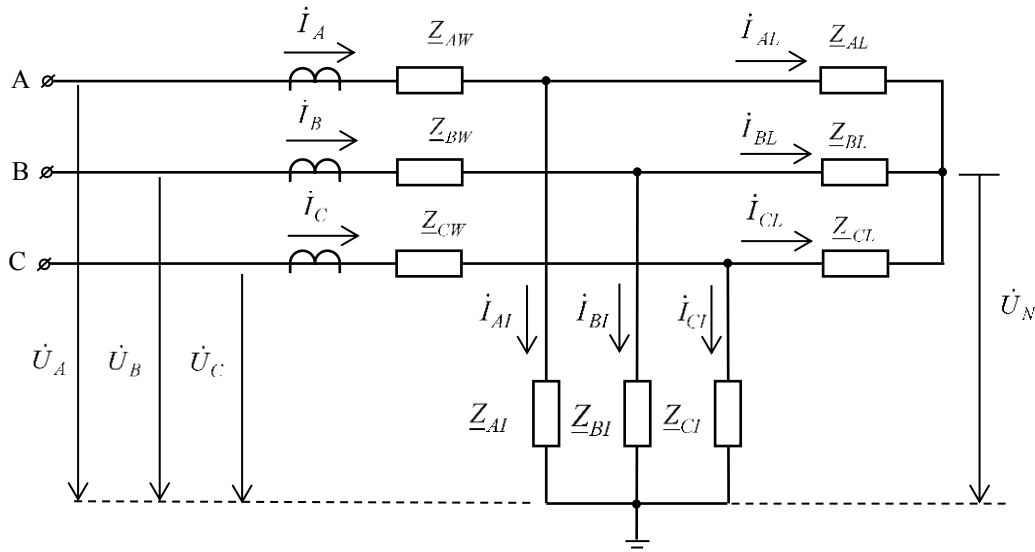 İ_A Z_AW İ_AL Z_AL
A
İ_B Z_BW İ_BL Z_BL
B
İ_C Z_CW İ_CL Z_CL
C
İ_AI İ_BI İ_CI U̇_N
U̇_A U̇_B U̇_C
Z_AI Z_BI Z_CI